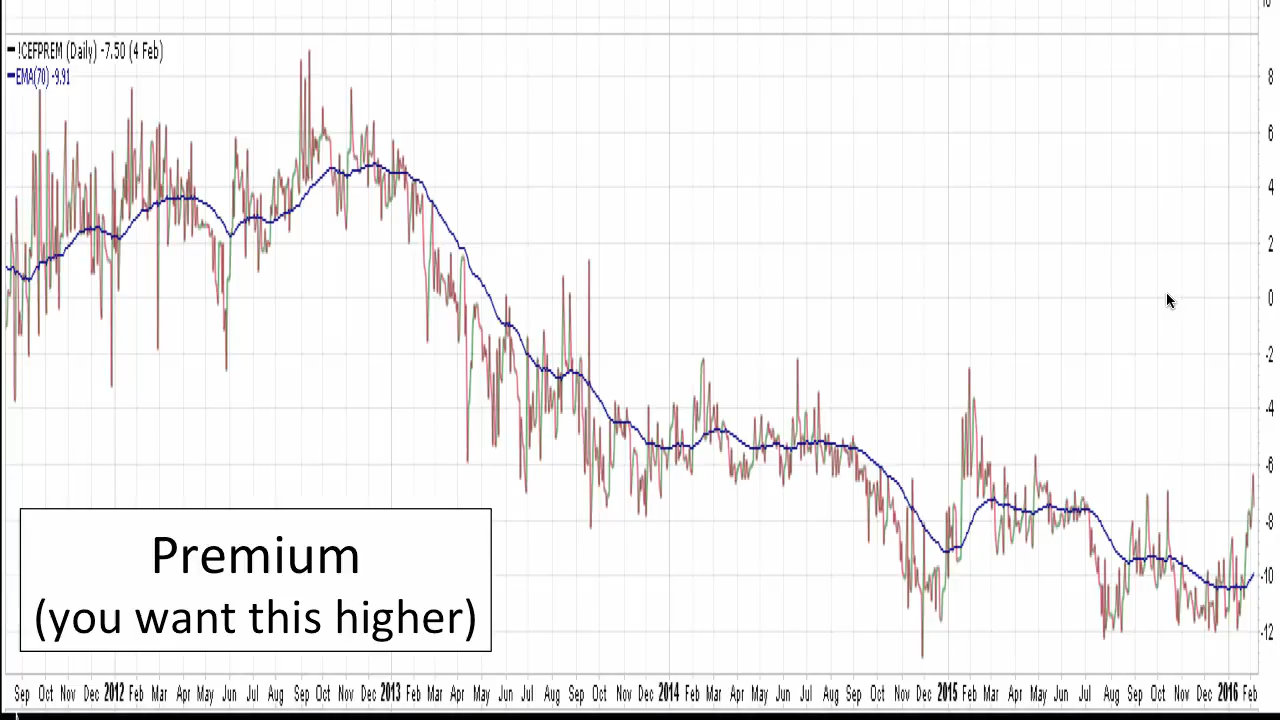 10
!CEFPREM (Daily) -7.50 (4 Feb)
EMA(70) -9.91
8
6
4
2
0
-2
-4
-6
-8
-10
-12
Premium
(you want this higher)
Sep Oct Nov Dec 2012 Feb Mar Apr May Jun Jul Aug Sep Oct Nov Dec 2013 Feb Mar Apr May Jun Jul Aug Sep Oct Nov Dec 2014 Feb Mar Apr May Jun Jul Aug Sep Oct Nov Dec 2015 Feb Mar Apr May Jun Jul Aug Sep Oct Nov Dec 2016 Feb